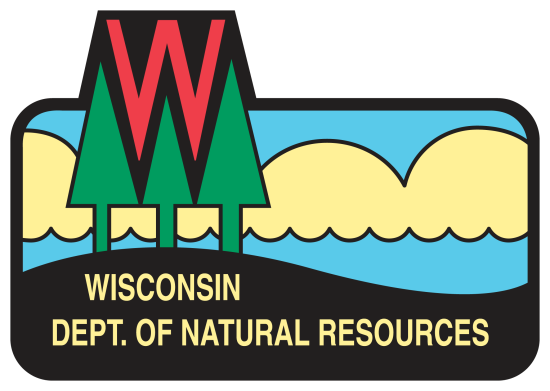 W
WISCONSIN
DEPT. OF NATURAL RESOURCES